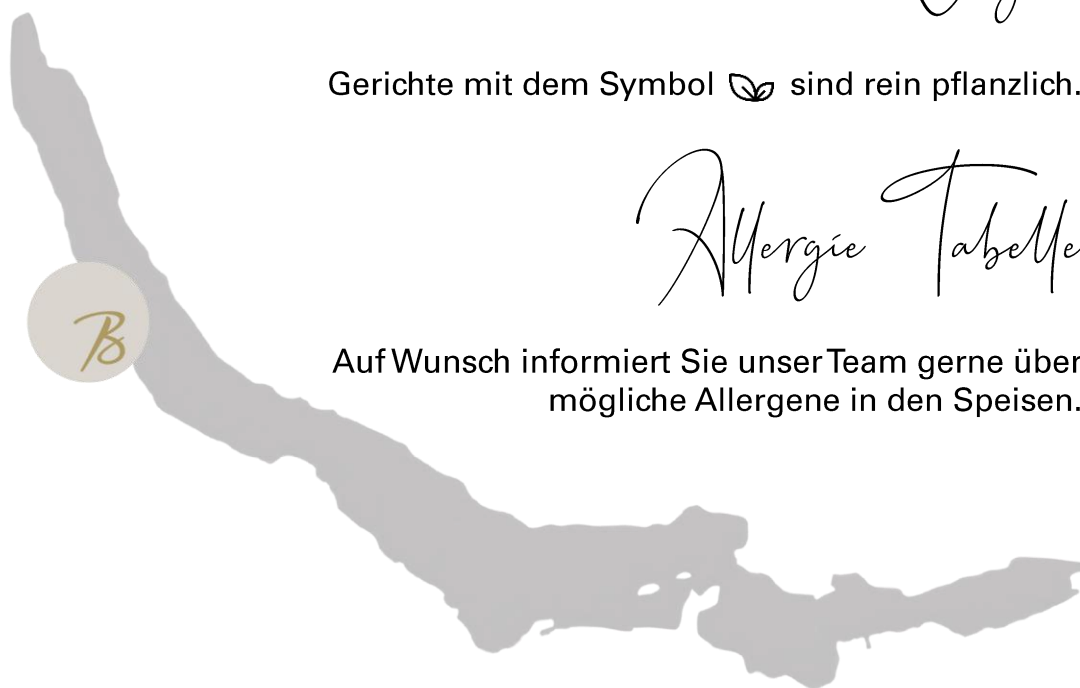 Gerichte mit dem Symbol sind rein pflanzlich.
Allergie Tabelle
B
Auf Wunsch informiert Sie unser Team gerne über
mögliche Allergene in den Speisen.